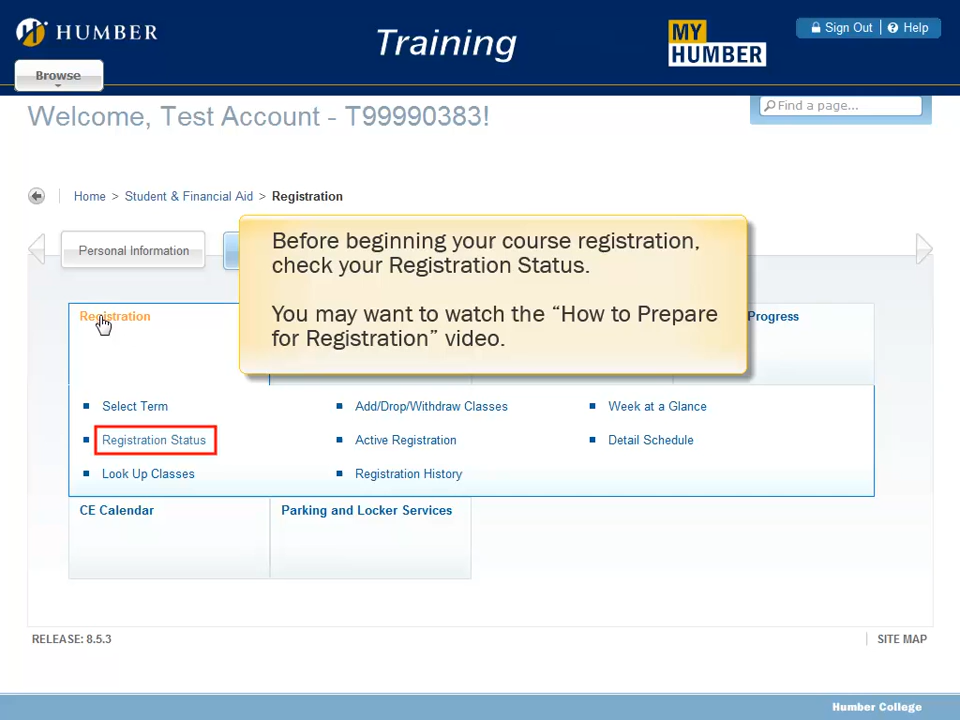 HUMBER
Training
MY
HUMBER
Sign Out | Help
Browse
Welcome, Test Account - T99990383!
Find a page...
Home > Student & Financial Aid > Registration
Personal Information
Before beginning your course registration,
check your Registration Status.
You may want to watch the “How to Prepare
for Registration” video.
Registration
Progress
Select Term
Add/Drop/Withdraw Classes
Week at a Glance
Registration Status
Active Registration
Detail Schedule
Look Up Classes
Registration History
CE Calendar
Parking and Locker Services
RELEASE: 8.5.3
SITE MAP
Humber College